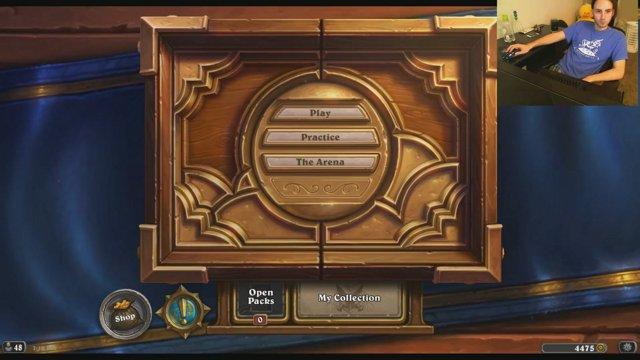 Play
Practice
The Arena
Open
Packs
My Collection
0
Shop
48
4475